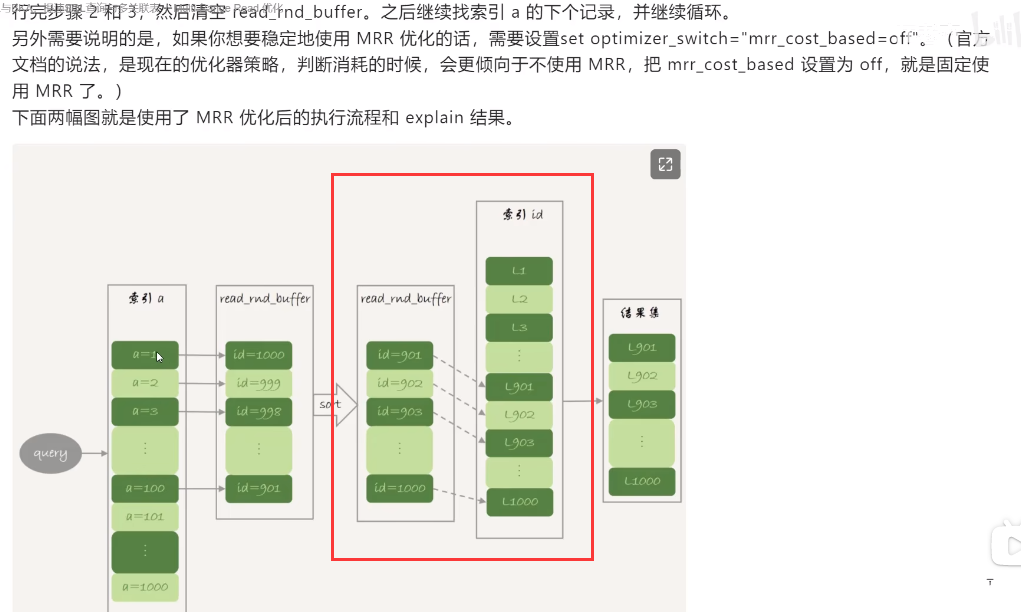 行完步骤 2 和 3，然后清空 read_rnd_buffer。之后继续找索引 a 的下个记录，并继续循环。
另外需要说明的是，如果你想要稳定地使用 MRR 优化的话，需要设置set optimizer_switch="mrr_cost_based=off"。（官方
文档的说法，是现在的优化器策略，判断消耗的时候，会更倾向于不使用 MRR，把 mrr_cost_based 设置为 off，就是固定使
用 MRR 了。）
下面两幅图就是使用了 MRR 优化后的执行流程和 explain 结果。
query
索引 a
a=1
a=2
a=3
⋮
a=100
a=101
⋮
a=1000
read_rnd_buffer
id=1000
id=999
id=998
⋮
id=901
sort
read_rnd_buffer
id=901
id=902
id=903
⋮
id=1000
索引 id
L1
L2
L3
⋮
L901
L902
L903
⋮
L1000
结果集
L901
L902
L903
⋮
L1000